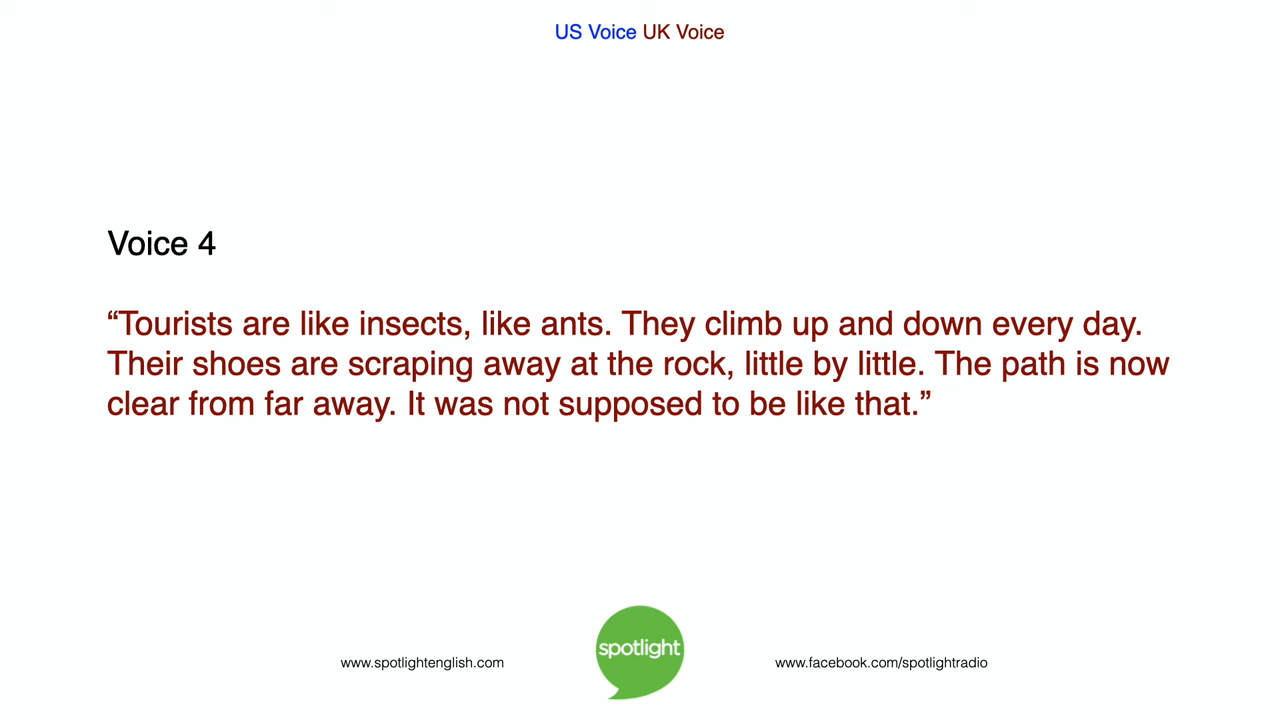 US Voice UK Voice
Voice 4
“Tourists are like insects, like ants. They climb up and down every day.
Their shoes are scraping away at the rock, little by little. The path is now
clear from far away. It was not supposed to be like that.”
spotlight
www.spotlightenglish.com
www.facebook.com/spotlightradio